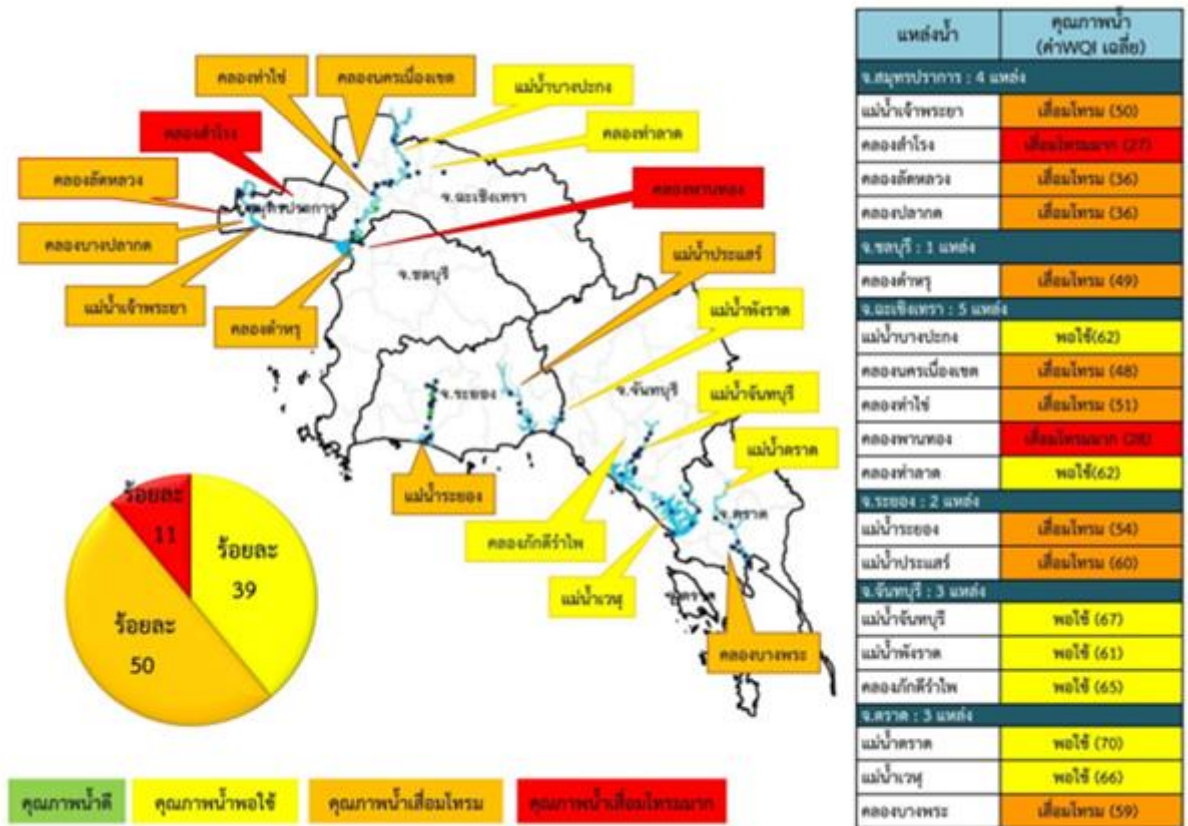 คลองท่าไข่
คลองนครเนื่องเขต
แม่น้ำบางปะกง
คลองสำโรง
คลองท่าลาด
คลองลัดหลวง
คลองพานทอง
จ.ฉะเชิงเทรา
คลองบางปลากด
แม่น้ำประแสร์
จ.ชลบุรี
แม่น้ำเจ้าพระยา
คลองตำหรุ
แม่น้ำพังราด
จ.ระยอง
จ.จันทบุรี
แม่น้ำจันทบุรี
แม่น้ำตราด
แม่น้ำระยอง
จ.ตราด
คลองภักดีรำไพ
แม่น้ำเวฬุ
คลองบางพระ
ร้อยละ
11
ร้อยละ
39
ร้อยละ
50
คุณภาพน้ำดี
คุณภาพน้ำพอใช้
คุณภาพน้ำเสื่อมโทรม
คุณภาพน้ำเสื่อมโทรมมาก
แหล่งน้ำ คุณภาพน้ำ
(ค่าWQI เฉลี่ย)
จ.สมุทรปราการ : 4 แหล่ง
แม่น้ำเจ้าพระยา เสื่อมโทรม (50)
คลองสำโรง เสื่อมโทรมมาก (27)
คลองลัดหลวง เสื่อมโทรม (36)
คลองปลากด เสื่อมโทรม (36)
จ.ชลบุรี : 1 แหล่ง
คลองตำหรุ เสื่อมโทรม (49)
จ.ฉะเชิงเทรา : 5 แหล่ง
แม่น้ำบางปะกง พอใช้(62)
คลองนครเนื่องเขต เสื่อมโทรม (48)
คลองท่าไข่ เสื่อมโทรม (51)
คลองพานทอง เสื่อมโทรมมาก (28)
คลองท่าลาด พอใช้(62)
จ.ระยอง : 2 แหล่ง
แม่น้ำระยอง เสื่อมโทรม (54)
แม่น้ำประแสร์ เสื่อมโทรม (60)
จ.จันทบุรี : 3 แหล่ง
แม่น้ำจันทบุรี พอใช้ (67)
แม่น้ำพังราด พอใช้ (61)
คลองภักดีรำไพ พอใช้ (65)
จ.ตราด : 3 แหล่ง
แม่น้ำตราด พอใช้ (70)
แม่น้ำเวฬุ พอใช้ (66)
คลองบางพระ เสื่อมโทรม (59)